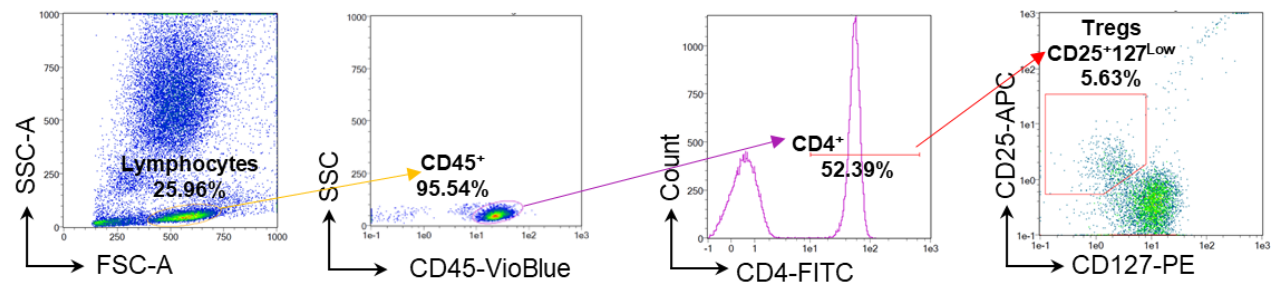 1000
750
500
250
0
0
250
500
750
1000
SSC-A
FSC-A
Lymphocytes
25.96%
1000
750
500
250
0
1e-1
1e0
1e1
1e2
1e3
SSC
CD45-VioBlue
CD45⁺
95.54%
1000
750
500
250
0
-1
0
1
1e1
1e2
1e3
Count
CD4-FITC
CD4⁺
52.39%
1e3
1e2
1e1
1e0
1e-1
1e-1
1e0
1e1
1e2
1e3
CD25-APC
CD127-PE
Tregs
CD25⁺127ᴸᵒʷ
5.63%